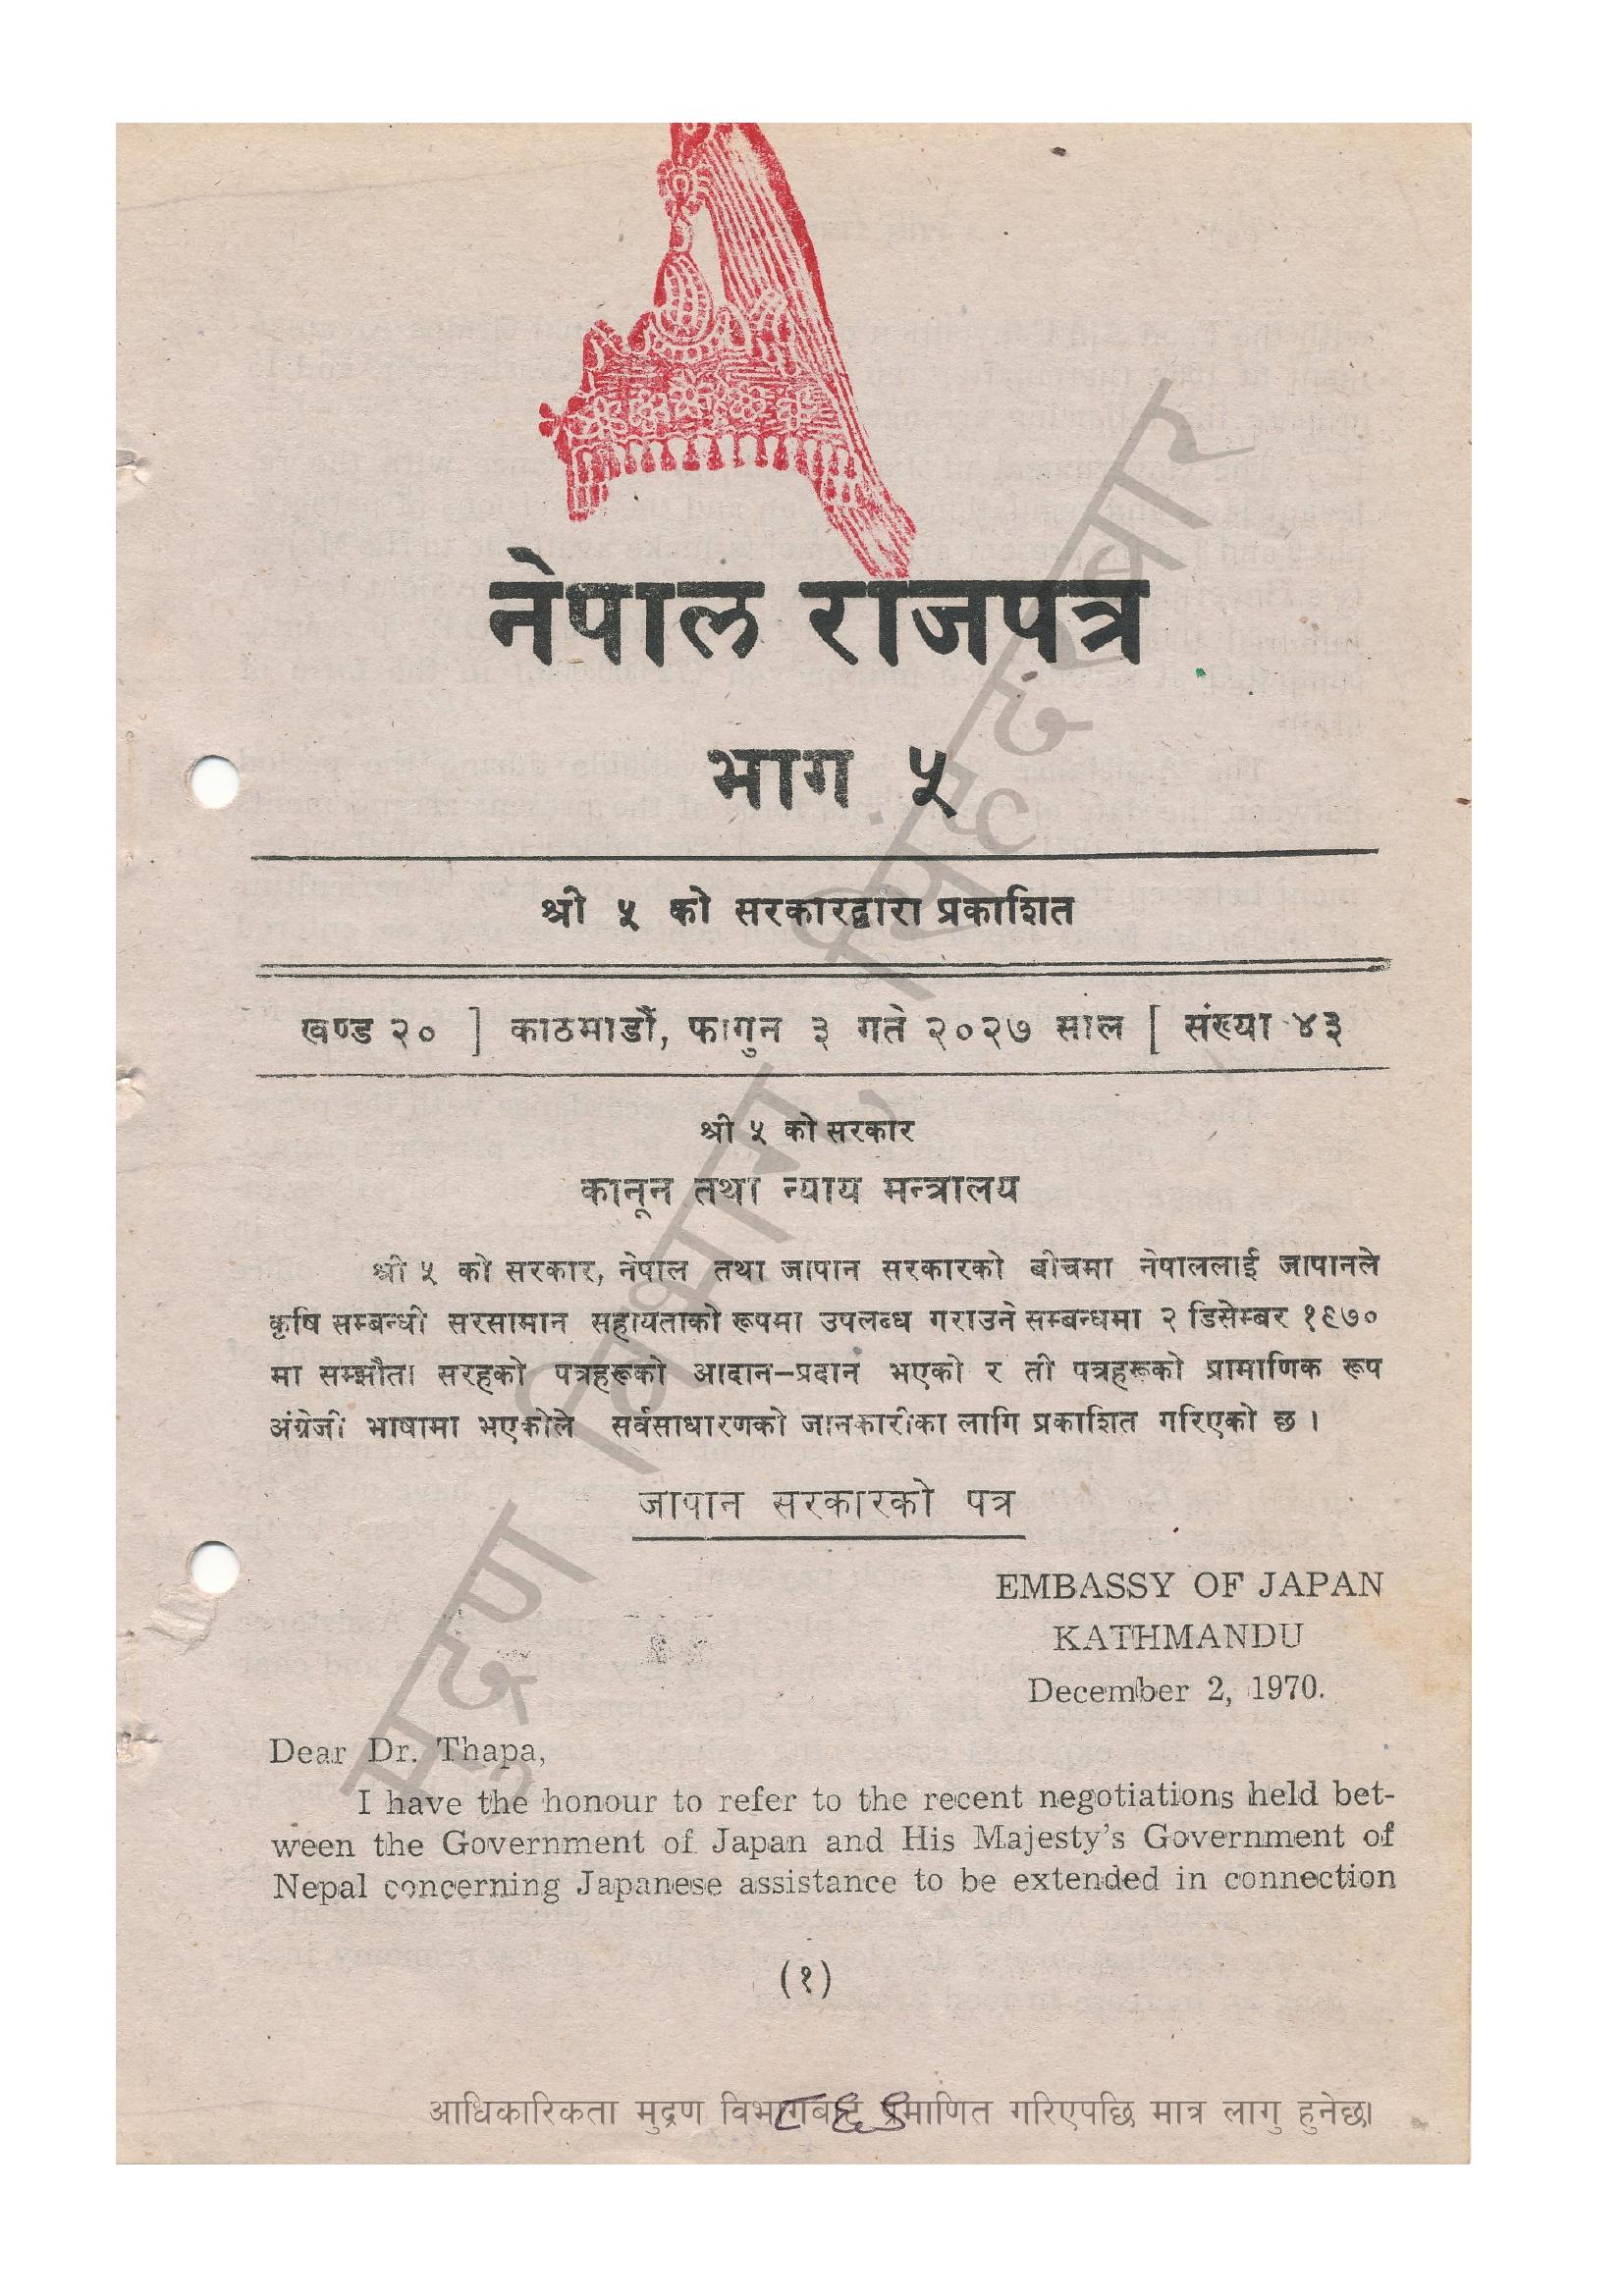 नेपाल राजपत्र
भाग ५
श्री ५ को सरकारद्वारा प्रकाशित
खण्ड २० ] काठमाडौं, फागुन ३ गते २०२७ साल [ संख्या ४३
श्री ५ को सरकार
कानून तथा न्याय मन्त्रालय
श्री ५ को सरकार, नेपाल तथा जापान सरकारको बीचमा नेपाललाई जापानले
कृषि सम्बन्धी सरसामान सहायताको रूपमा उपलब्ध गराउने सम्बन्धमा २ डिसेम्बर १९७०
मा सम्झौता सरहको पत्रहरूको आदान-प्रदान भएको र ती पत्रहरूको प्रामाणिक रूप
अंग्रेजी भाषामा भएकोले सर्वसाधारणको जानकारीका लागि प्रकाशित गरिएको छ ।
जापान सरकारको पत्र
EMBASSY OF JAPAN
KATHMANDU
December 2, 1970.
Dear Dr. Thapa,
I have the honour to refer to the recent negotiations held bet-
ween the Government of Japan and His Majesty's Government of
Nepal concerning Japanese assistance to be extended in connection
(१)
मुद्रण विभाग, सिंहदरबार
आधिकारिकता मुद्रण विभागबाट प्रमाणित गरिएपछि मात्र लागु हुनेछ।